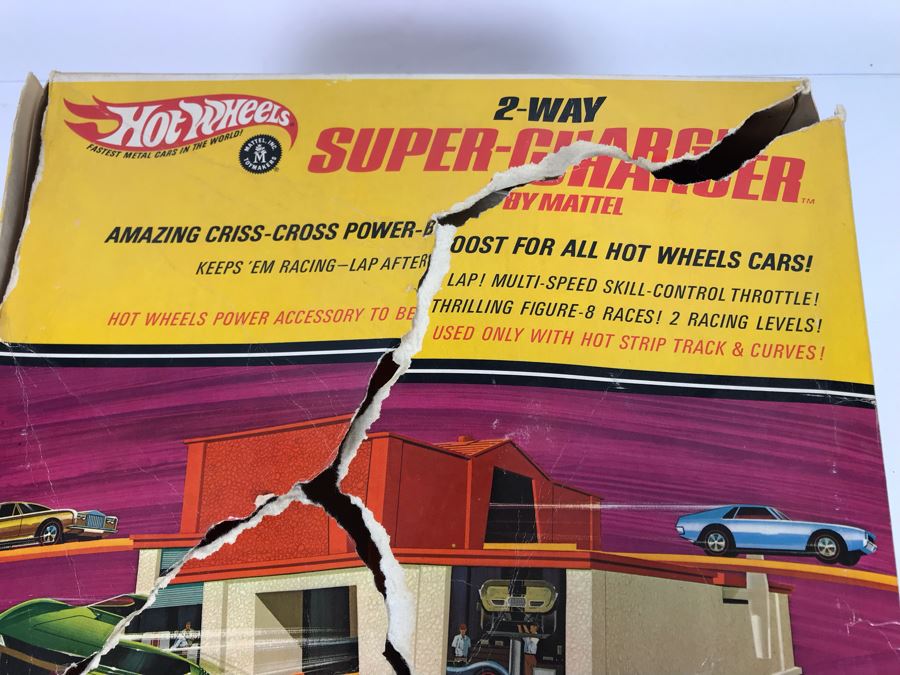 Hot Wheels
FASTEST METAL CARS IN THE WORLD!
MATTEL, INC.
M
TOYMAKERS
®
2-WAY
SUPER-CHARGER™
BY MATTEL
AMAZING CRISS-CROSS POWER-BOOST FOR ALL HOT WHEELS CARS!
KEEPS 'EM RACING—LAP AFTER LAP! MULTI-SPEED SKILL-CONTROL THROTTLE!
THRILLING FIGURE-8 RACES! 2 RACING LEVELS!
HOT WHEELS POWER ACCESSORY TO BE USED ONLY WITH HOT STRIP TRACK & CURVES!